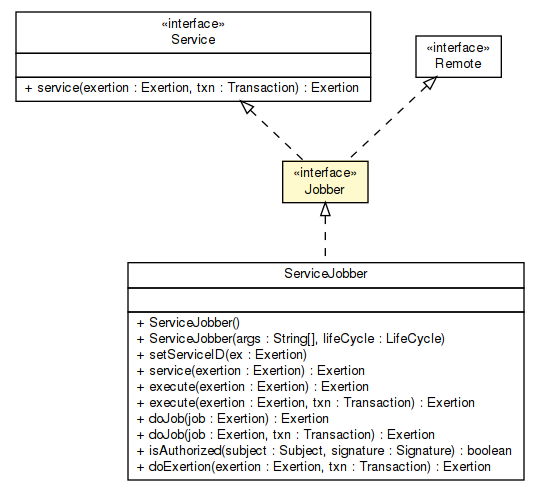 «interface»
Service
+ service(exertion : Exertion, txn : Transaction) : Exertion
«interface»
Remote
«interface»
Jobber
ServiceJobber
+ ServiceJobber()
+ ServiceJobber(args : String[], lifeCycle : LifeCycle)
+ setServiceID(ex : Exertion)
+ service(exertion : Exertion) : Exertion
+ execute(exertion : Exertion) : Exertion
+ execute(exertion : Exertion, txn : Transaction) : Exertion
+ doJob(job : Exertion) : Exertion
+ doJob(job : Exertion, txn : Transaction) : Exertion
+ isAuthorized(subject : Subject, signature : Signature) : boolean
+ doExertion(exertion : Exertion, txn : Transaction) : Exertion